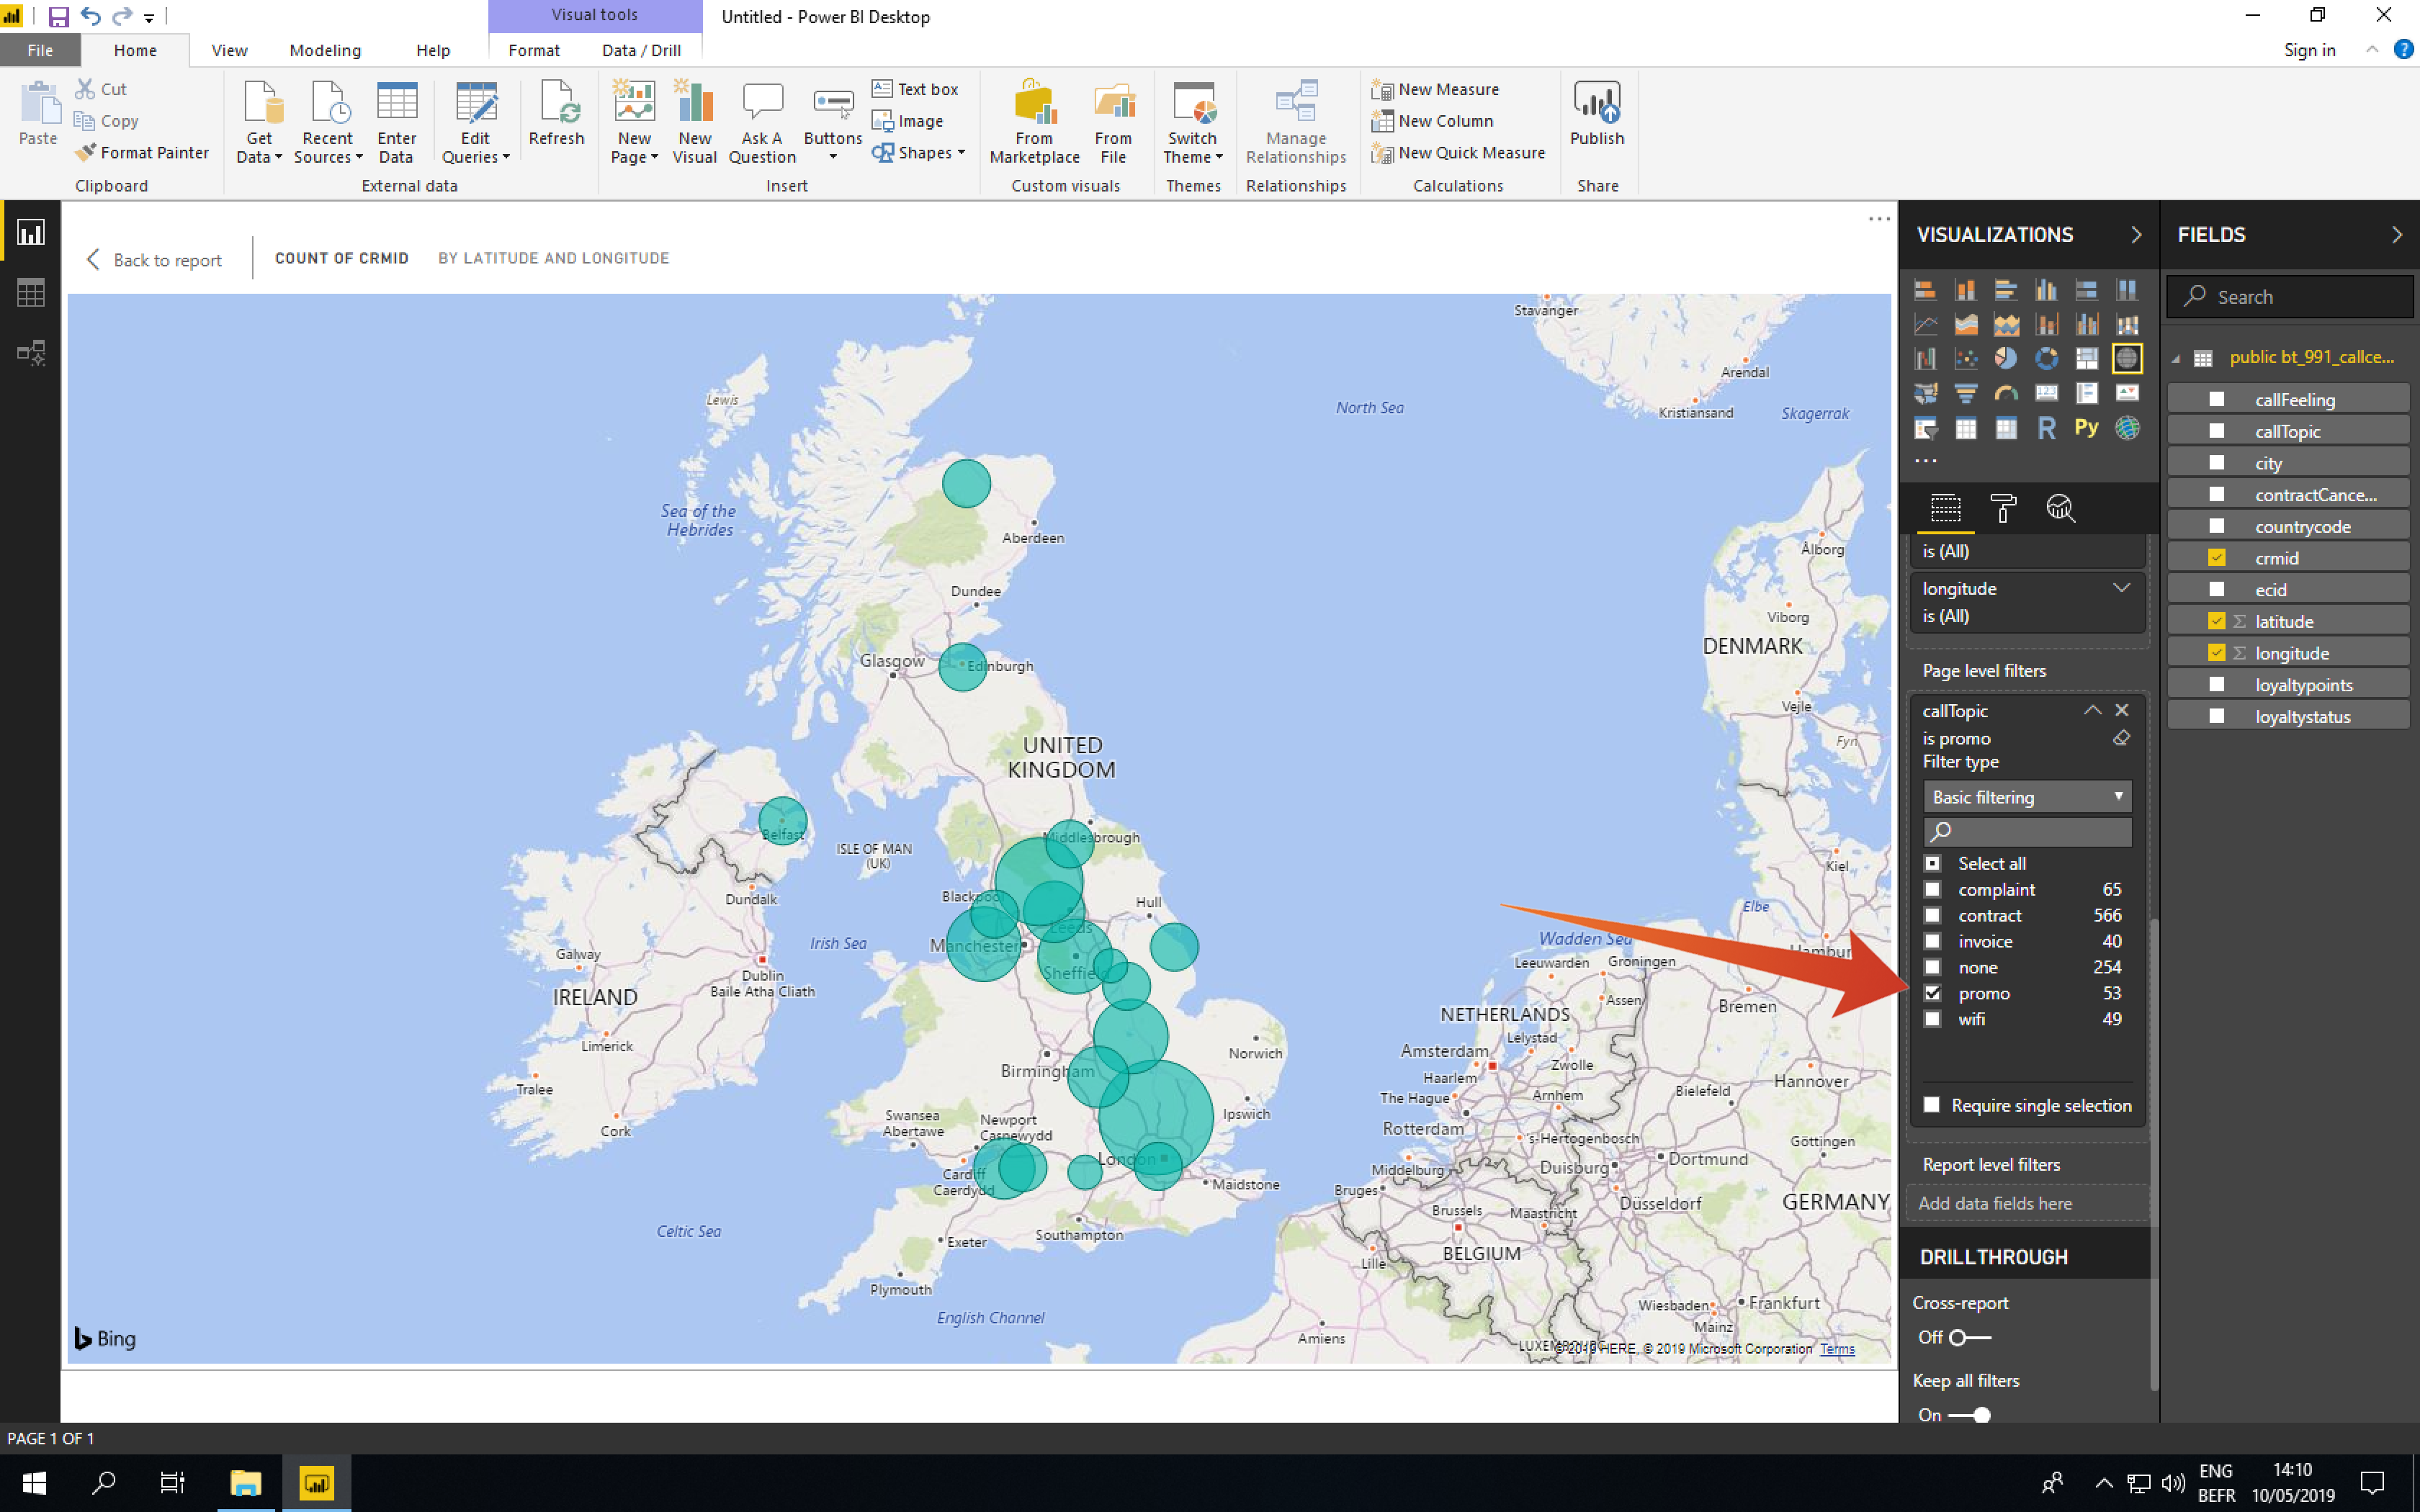 Visual tools
Untitled - Power BI Desktop
File
Home
View
Modeling
Help
Format
Data / Drill
Sign in
Paste
Cut
Copy
Format Painter
Clipboard
Get Data
Recent Sources
Enter Data
Edit Queries
Refresh
External data
New Page
New Visual
Ask A Question
Buttons
Text box
Image
Shapes
Insert
From Marketplace
From File
Custom visuals
Switch Theme
Themes
Manage Relationships
Relationships
New Measure
New Column
New Quick Measure
Calculations
Publish
Share
Back to report
COUNT OF CRMID
BY LATITUDE AND LONGITUDE
Stavanger
Arendal
Kristiansand
Skagerrak
North Sea
Lewis
Sea of the
Hebrides
Aberdeen
Dundee
Glasgow
Edinburgh
UNITED
KINGDOM
Belfast
ISLE OF MAN
(UK)
Middlesbrough
Dundalk
Blackpool
Hull
Leeds
Irish Sea
Manchester
Sheffield
Galway
Dublin
Baile Atha Cliath
IRELAND
Limerick
Tralee
Cork
Birmingham
Norwich
Ipswich
Swansea
Abertawe
Newport
Casnewydd
Cardiff
Caerdydd
London
Maidstone
Celtic Sea
Exeter
Southampton
Plymouth
English Channel
Ålborg
Viborg
DENMARK
Vejle
Fyn
Kiel
Elbe
Wadden Sea
Hambur
Leeuwarden
Groningen
Assen
Bremen
NETHERLANDS
Lelystad
Amsterdam
Zwolle
Haarlem
Hannover
The Hague
Arnhem
Bielefeld
Rotterdam
's-Hertogenbosch
Göttingen
Middelburg
Duisburg
Dortmund
Bruges
Düsseldorf
GERMANY
Brussels
Maastricht
BELGIUM
Lille
Wiesbaden
Frankfurt
Mainz
Amiens
© 2019 HERE, © 2019 Microsoft Corporation Terms
Bing
VISUALIZATIONS
R
Py
123
is (All)
longitude
is (All)
Page level filters
callTopic
is promo
Filter type
Basic filtering
Select all
complaint 65
contract 566
invoice 40
none 254
promo 53
wifi 49
Require single selection
Report level filters
Add data fields here
DRILLTHROUGH
Cross-report
Off
Keep all filters
On
FIELDS
Search
public bt_991_callce...
callFeeling
callTopic
city
contractCance...
countrycode
crmid
ecid
Σ latitude
Σ longitude
loyaltypoints
loyaltystatus
PAGE 1 OF 1
ENG
BEFR
14:10
10/05/2019